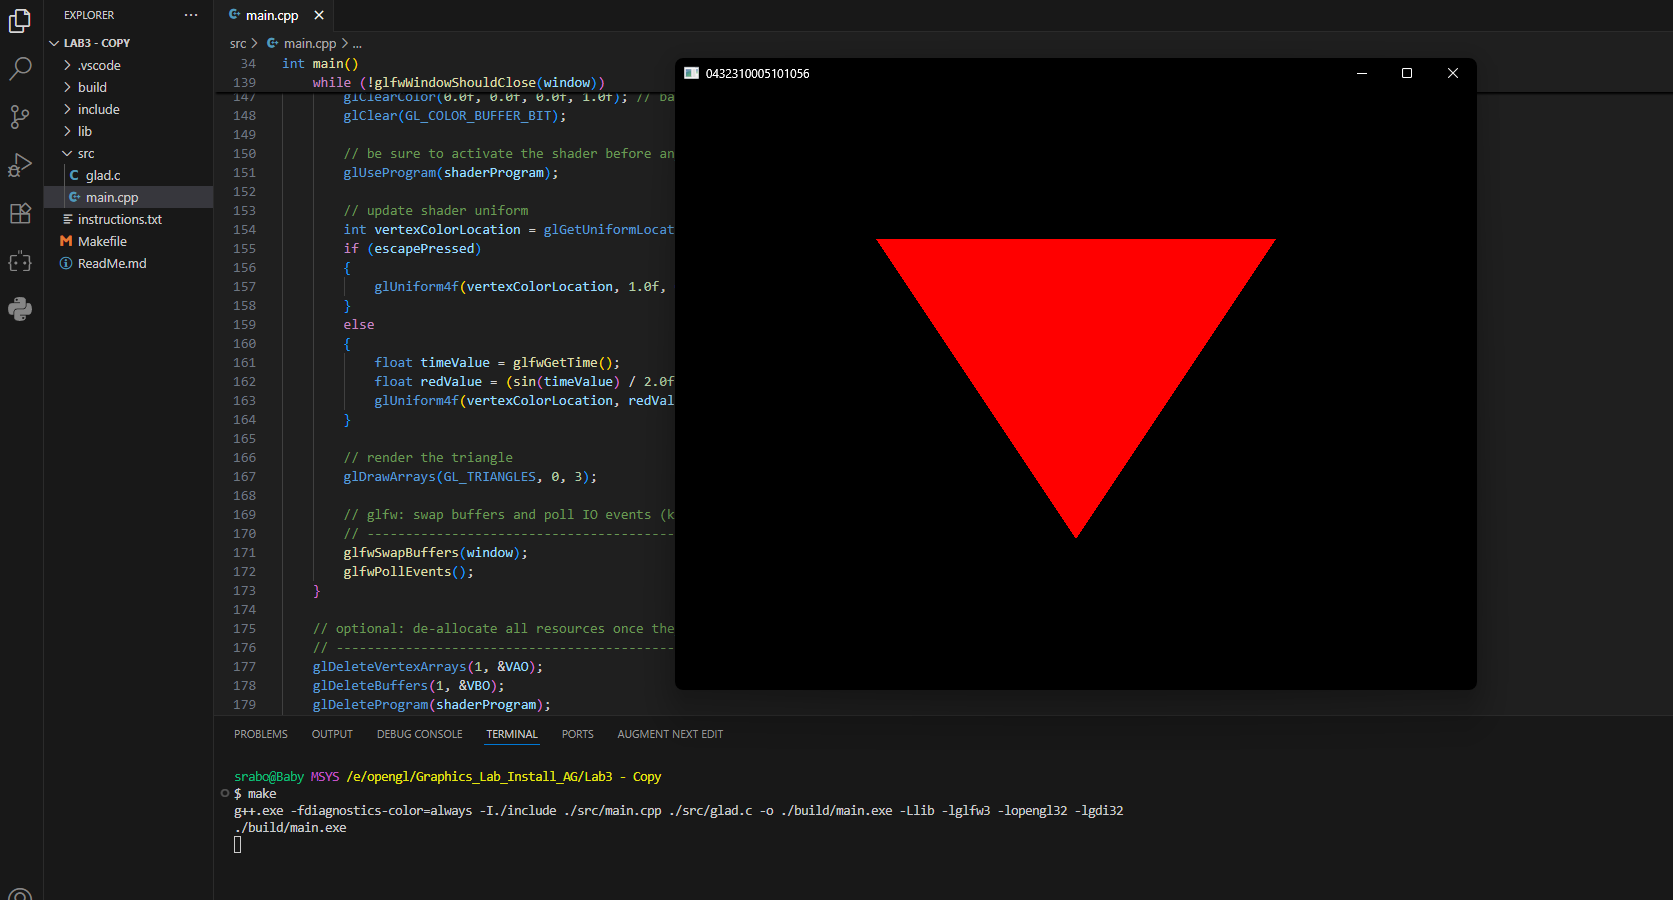 EXPLORER
LAB3 - COPY
.vscode
build
include
lib
src
glad.c
main.cpp
instructions.txt
Makefile
ReadMe.md
main.cpp
src > main.cpp > ...
34 int main()
139 while (!glfwWindowShouldClose(window))
147 glClearColor(0.0f, 0.0f, 0.0f, 1.0f); // ba
148 glClear(GL_COLOR_BUFFER_BIT);
149
150 // be sure to activate the shader before an
151 glUseProgram(shaderProgram);
152
153 // update shader uniform
154 int vertexColorLocation = glGetUniformLocat
155 if (escapePressed)
156 {
157 glUniform4f(vertexColorLocation, 1.0f,
158 }
159 else
160 {
161 float timeValue = glfwGetTime();
162 float redValue = (sin(timeValue) / 2.0f
163 glUniform4f(vertexColorLocation, redVal
164 }
165
166 // render the triangle
167 glDrawArrays(GL_TRIANGLES, 0, 3);
168
169 // glfw: swap buffers and poll IO events (k
170 // ----------------------------------------
171 glfwSwapBuffers(window);
172 glfwPollEvents();
173 }
174
175 // optional: de-allocate all resources once the
176 // --------------------------------------------
177 glDeleteVertexArrays(1, &VAO);
178 glDeleteBuffers(1, &VBO);
179 glDeleteProgram(shaderProgram);
0432310005101056
PROBLEMS OUTPUT DEBUG CONSOLE TERMINAL PORTS AUGMENT NEXT EDIT
srabo@Baby MSYS /e/opengl/Graphics_Lab_Install_AG/Lab3 - Copy
$ make
g++.exe -fdiagnostics-color=always -I./include ./src/main.cpp ./src/glad.c -o ./build/main.exe -Llib -lglfw3 -lopengl32 -lgdi32
./build/main.exe